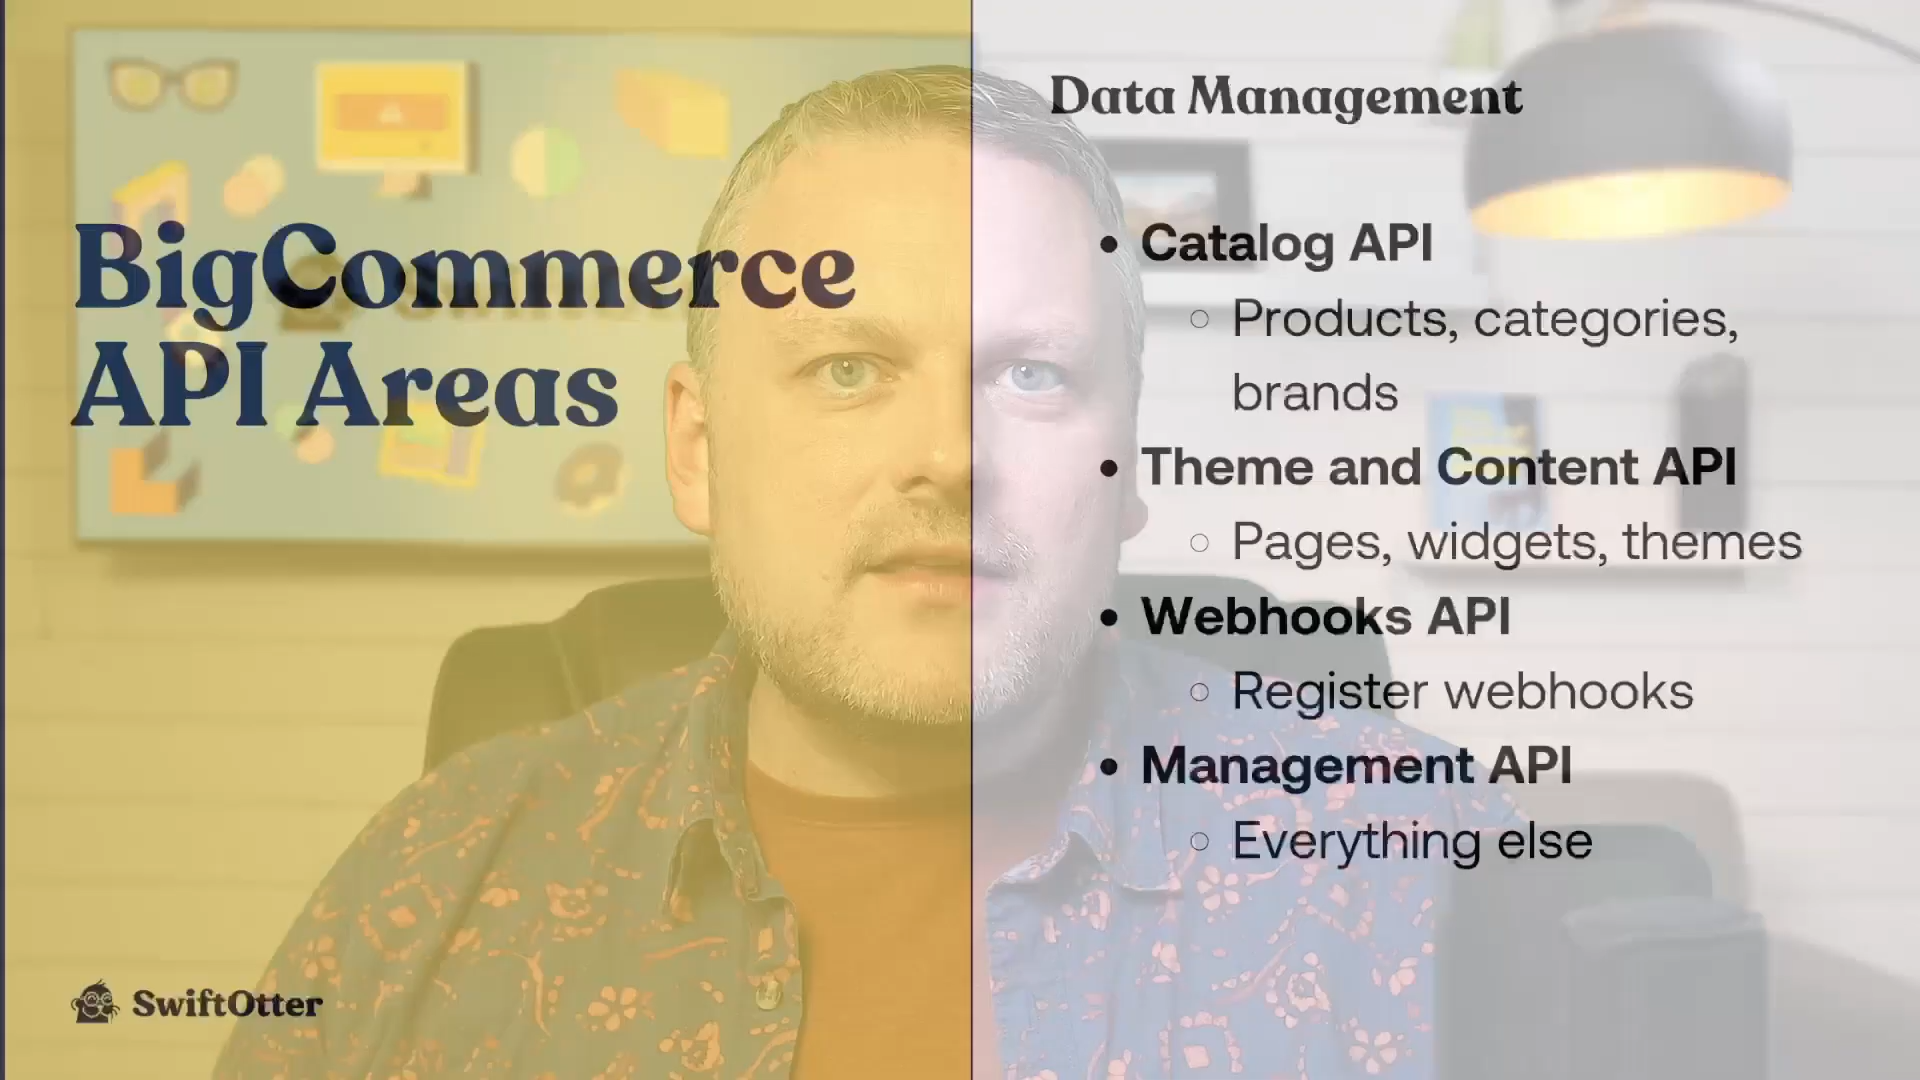 BigCommerce
API Areas
SwiftOtter
Data Management
• Catalog API
○ Products, categories,
brands
• Theme and Content API
○ Pages, widgets, themes
• Webhooks API
○ Register webhooks
• Management API
○ Everything else